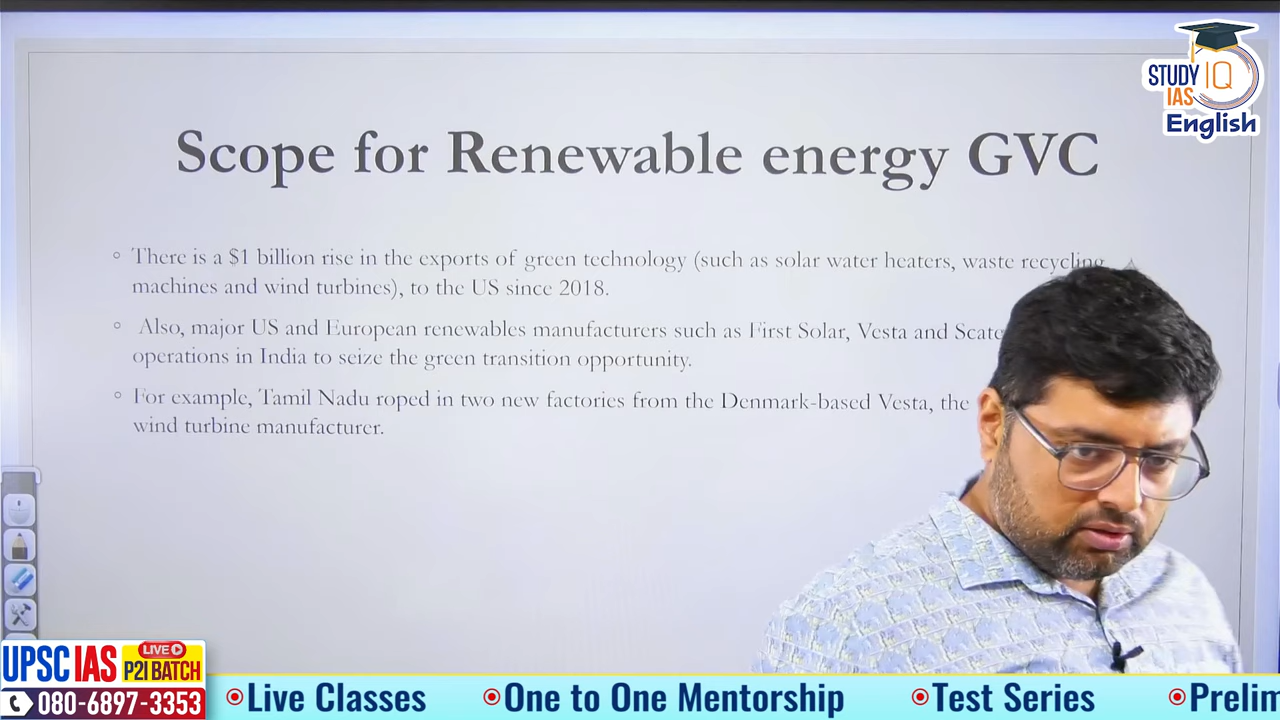 STUDY IQ
IAS
English
Scope for Renewable energy GVC
There is a $1 billion rise in the exports of green technology (such as solar water heaters, waste recycling
machines and wind turbines), to the US since 2018.
Also, major US and European renewables manufacturers such as First Solar, Vesta and
operations in India to seize the green transition opportunity.
For example, Tamil Nadu roped in two new factories from the Denmark-based Vesta, the
wind turbine manufacturer.
UPSC IAS LIVE P2I BATCH
080-6897-3353
Live Classes One to One Mentorship Test Series